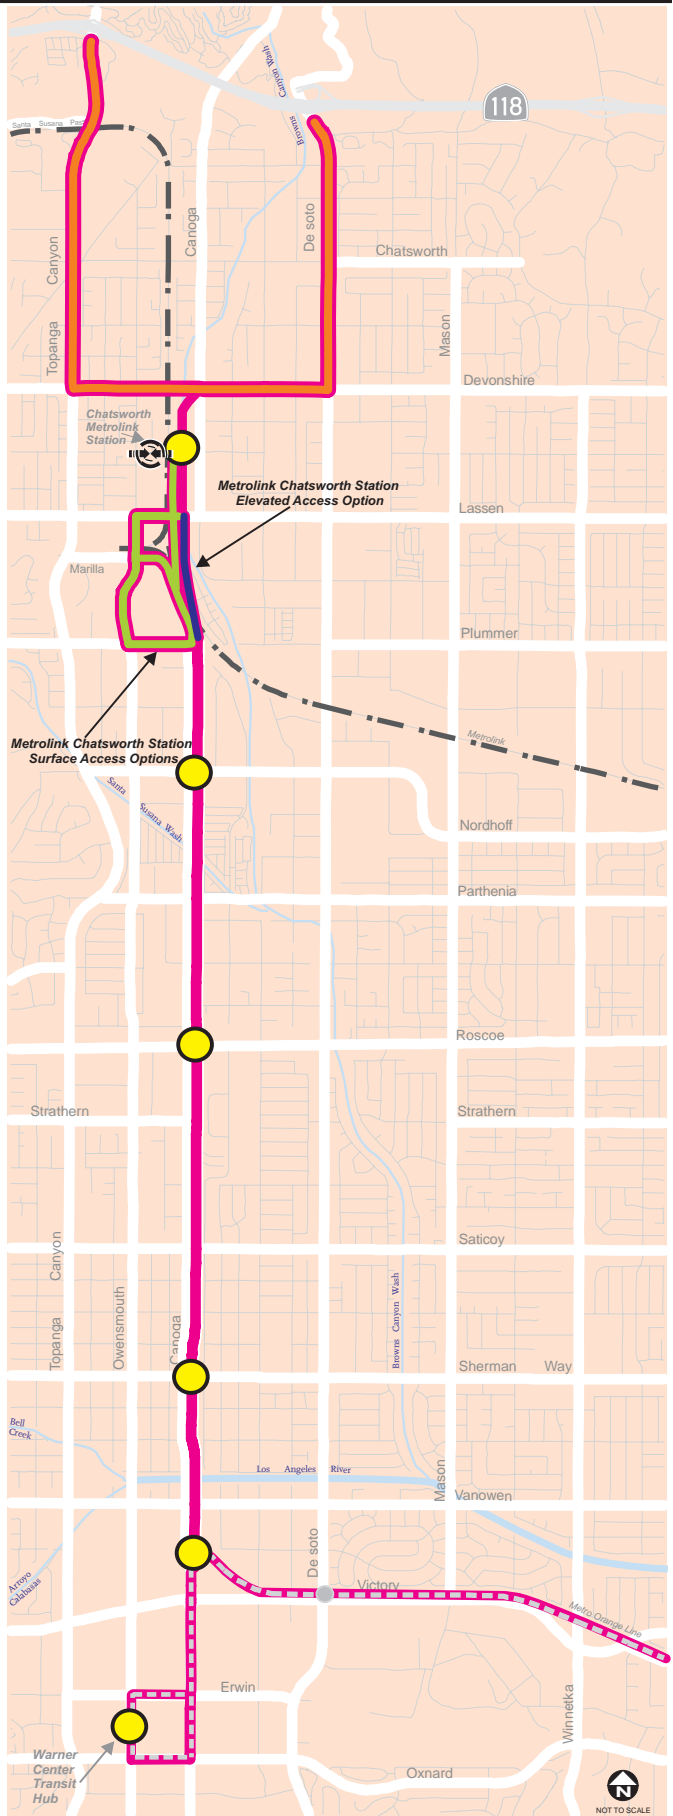 Canyon Wash
Browns
118
Santa Susana Pass
Canyon
Topanga
Canoga
De soto
Chatsworth
Mason
Devonshire
Chatsworth
Metrolink
Station
Metrolink Chatsworth Station
Elevated Access Option
Lassen
Marilla
Plummer
Metrolink Chatsworth Station
Surface Access Options
Metrolink
Santa
Susana Wash
Nordhoff
Parthenia
Roscoe
Strathern
Strathern
Saticoy
Canyon
Topanga
Owensmouth
Canoga
Browns Canyon Wash
Sherman Way
Bell
Creek
Los Angeles River
Mason
Vanowen
De soto
Arroyo
Calabasas
Victory
Metro Orange Line
Erwin
Winnetka
Warner
Center
Transit
Hub
Oxnard
N
NOT TO SCALE